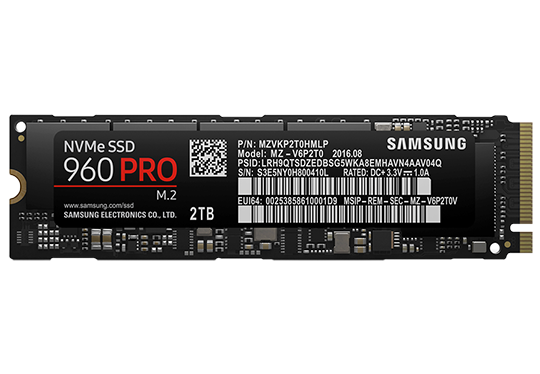 NVMe SSD
960 PRO
M.2
www.samsung.com/ssd
SAMSUNG ELECTRONICS CO., LTD.
2TB
P/N: MZVKP2T0HMLP
Model: MZ - V6P2T0 2016.08
PSID: LRH9QTSDZEDBSG5WKA8EMHAVN4AAV04Q
S/N: S3E5NY0H800410L RATED: DC+3.3V⎓1.0A
EUI64: 00253858610001D9 MSIP-REM-SEC-MZ-V6P2T0V
SAMSUNG